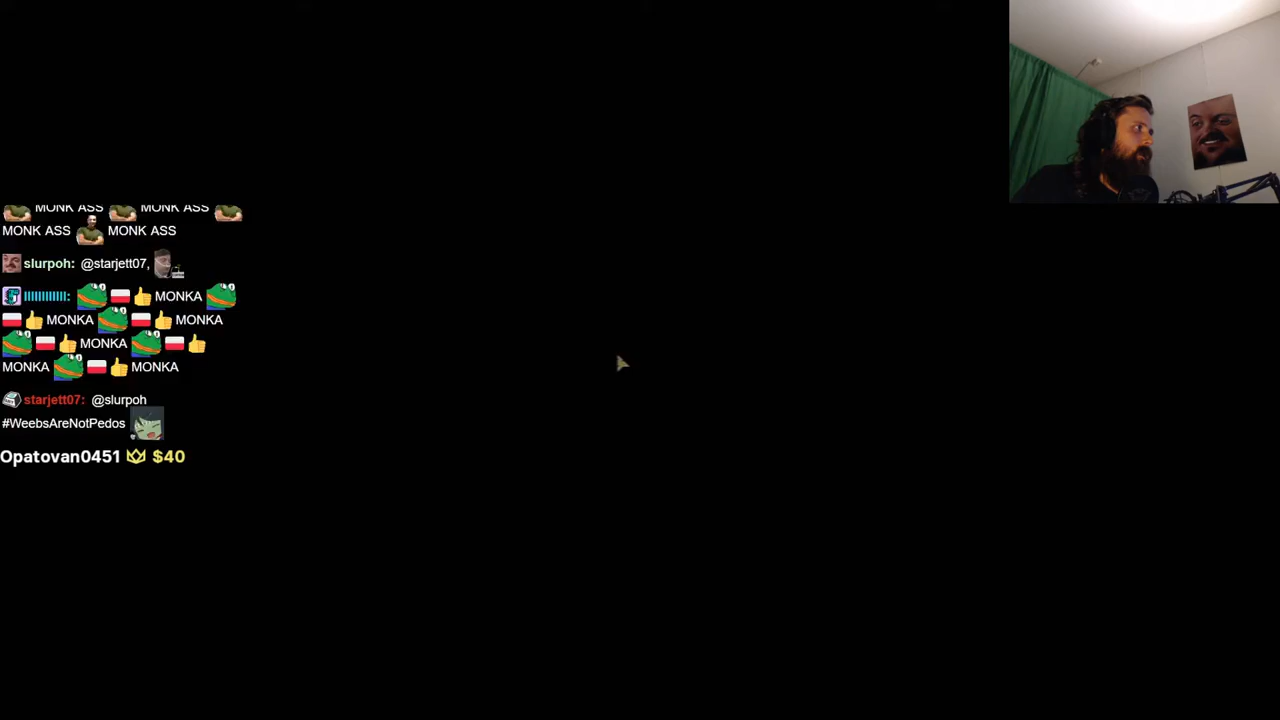 MONK ASS MONK ASS
MONK ASS MONK ASS
slurpoh: @starjett07,
llllllllllll: MONKA
MONKA MONKA
MONKA
MONKA MONKA
starjett07: @slurpoh
#WeebsAreNotPedos
Opatovan0451 $40